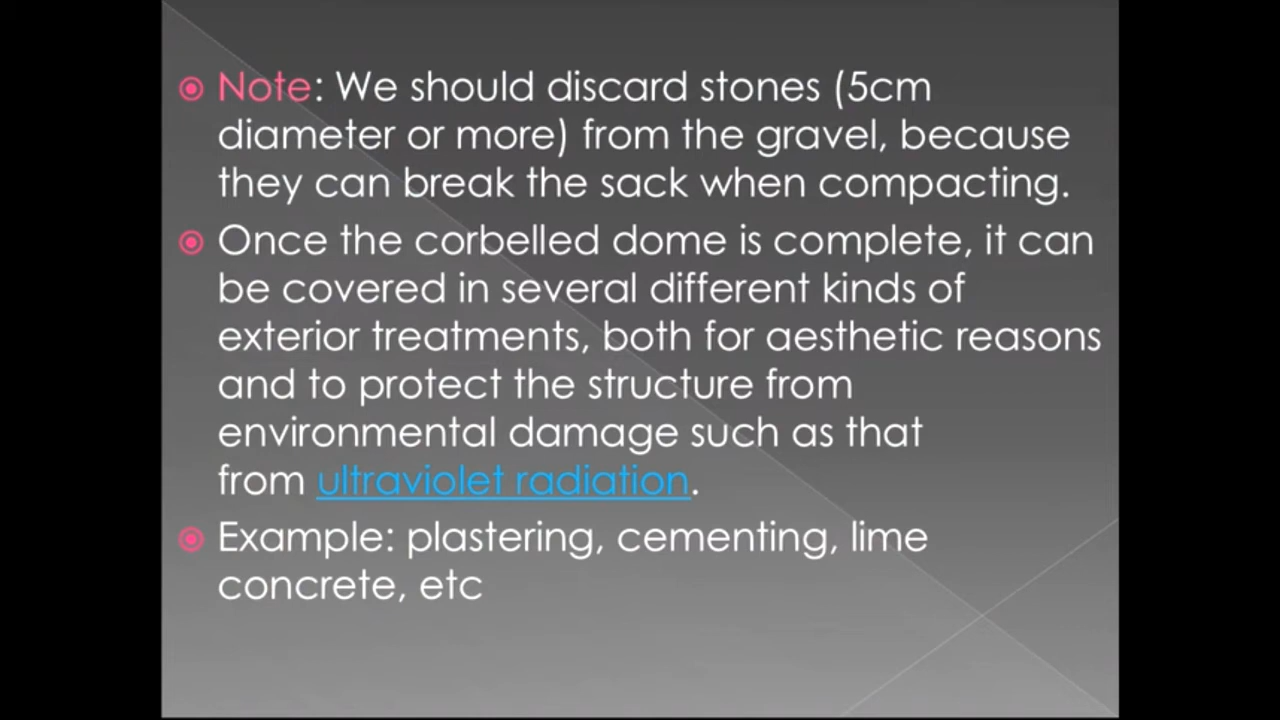 Note: We should discard stones (5cm
diameter or more) from the gravel, because
they can break the sack when compacting.
Once the corbelled dome is complete, it can
be covered in several different kinds of
exterior treatments, both for aesthetic reasons
and to protect the structure from
environmental damage such as that
from ultraviolet radiation.
Example: plastering, cementing, lime
concrete, etc